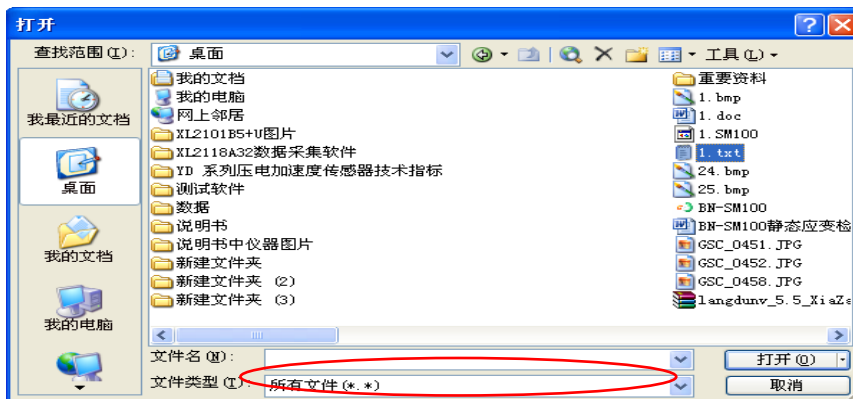 打开
查找范围(I):
桌面
工具(L)
我最近的文档
桌面
我的文档
我的电脑
我的文档
我的电脑
网上邻居
XL2101B5+U图片
XL2118A32数据采集软件
YD 系列压电加速度传感器技术指标
测试软件
数据
说明书
说明书中仪器图片
新建文件夹
新建文件夹 (2)
新建文件夹 (3)
重要资料
1.bmp
1.doc
1.SM100
1.txt
24.bmp
25.bmp
BN-SM100
BN-SM100静态应变检
GSC_0451.JPG
GSC_0452.JPG
GSC_0458.JPG
langdunv_5.5_XiaZa
文件名(N):
打开(O)
文件类型(T):
所有文件(*.*)
取消